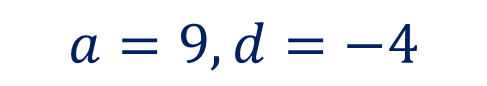 a = 9, d = −4